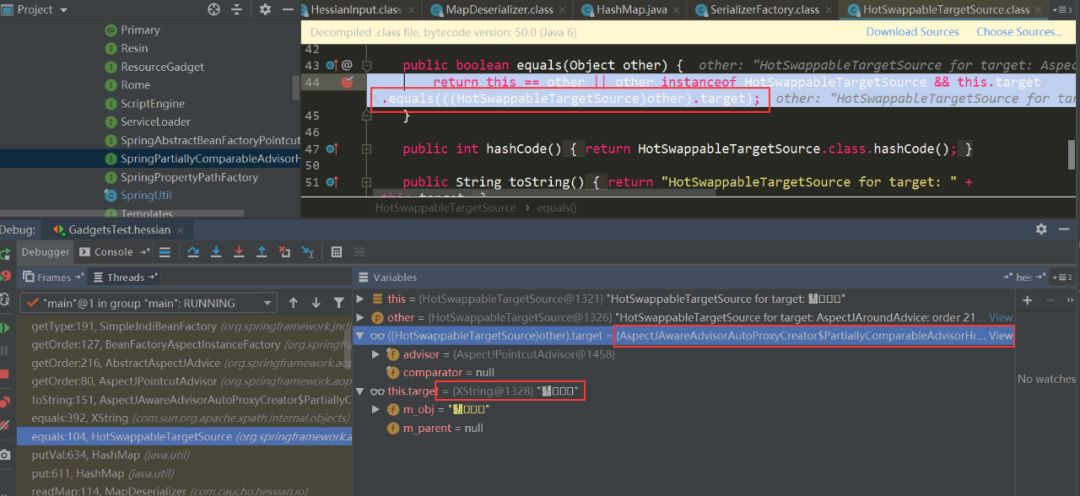 Project
HessianInput.class
MapDeserializer.class
HashMap.java
SerializerFactory.class
HotSwappableTargetSource.class
Primary
Resin
ResourceGadget
Rome
ScriptEngine
ServiceLoader
SpringAbstractBeanFactoryPointcut
SpringPartiallyComparableAdvisorH
SpringPropertyPathFactory
SpringUtil
Templates
Decompiled .class file, bytecode version: 50.0 (Java 6)
Download Sources
Choose Sources...
42
43 @ public boolean equals(Object other) { other: "HotSwappableTargetSource for target: Aspec
44 return this == other || other instanceof HotSwappableTargetSource && this.target
.equals(((HotSwappableTargetSource)other).target); other: "HotSwappableTargetSource for tar
45 }
46
47 public int hashCode() { return HotSwappableTargetSource.class.hashCode(); }
50
51 public String toString() { return "HotSwappableTargetSource for target: " +
HotSwappableTargetSource › equals()
Debug: GadgetsTest.hessian
Debugger Console
Frames Threads
"main"@1 in group "main": RUNNING
getType:191, SimpleJndiBeanFactory (org.springframework.jnd
getOrder:127, BeanFactoryAspectInstanceFactory
getOrder:216, AbstractAspectJAdvice (org.springframework.ao
getOrder:80, AspectJPointcutAdvisor (org.springframework.aop
toString:151, AspectJAwareAdvisorAutoProxyCreator$Partially
equals:392, XString (com.sun.org.apache.xpath.internal.objects)
equals:104, HotSwappableTargetSource (org.springframework.ao
putVal:634, HashMap (java.util)
put:611, HashMap (java.util)
readMap:114, MapDeserializer (com.caucho.hessian.io)
Variables
hes
this = {HotSwappableTargetSource@1321} "HotSwappableTargetSource for target:
other = {HotSwappableTargetSource@1326} "HotSwappableTargetSource for target: AspectJAroundAdvice: order 21... View
((HotSwappableTargetSource)other).target = {AspectJAwareAdvisorAutoProxyCreator$PartiallyComparableAdvisorHo... View
advisor = {AspectJPointcutAdvisor@1458}
comparator = null
this.target = {XString@1328}
m_obj =
m_parent = null
No watches